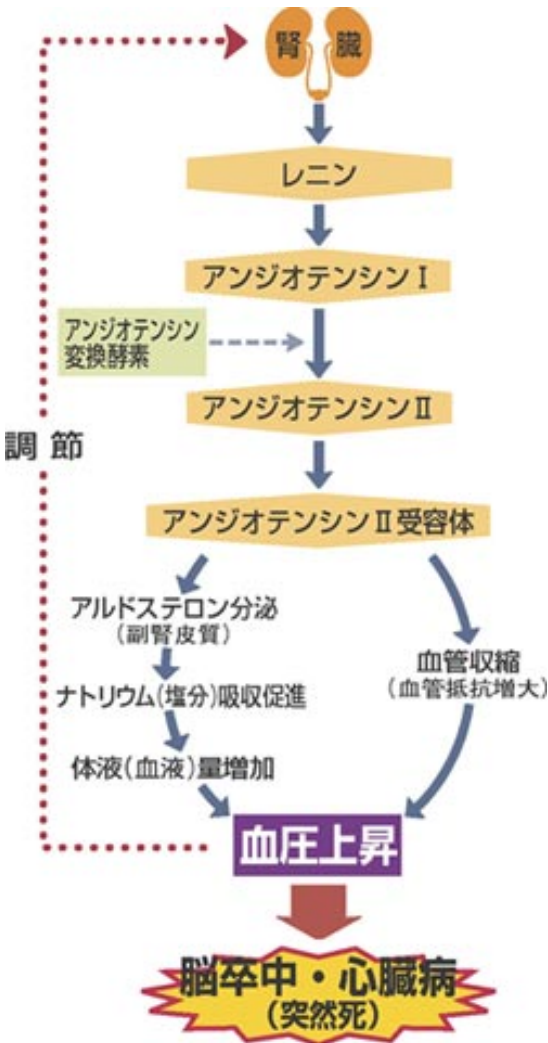 腎 臓
レニン
アンジオテンシンⅠ
アンジオテンシン
変換酵素
アンジオテンシンⅡ
調 節
アンジオテンシンⅡ受容体
アルドステロン分泌
(副腎皮質)
血管収縮
(血管抵抗増大)
ナトリウム(塩分)吸収促進
体液(血液)量増加
血圧上昇
脳卒中・心臓病
(突然死)